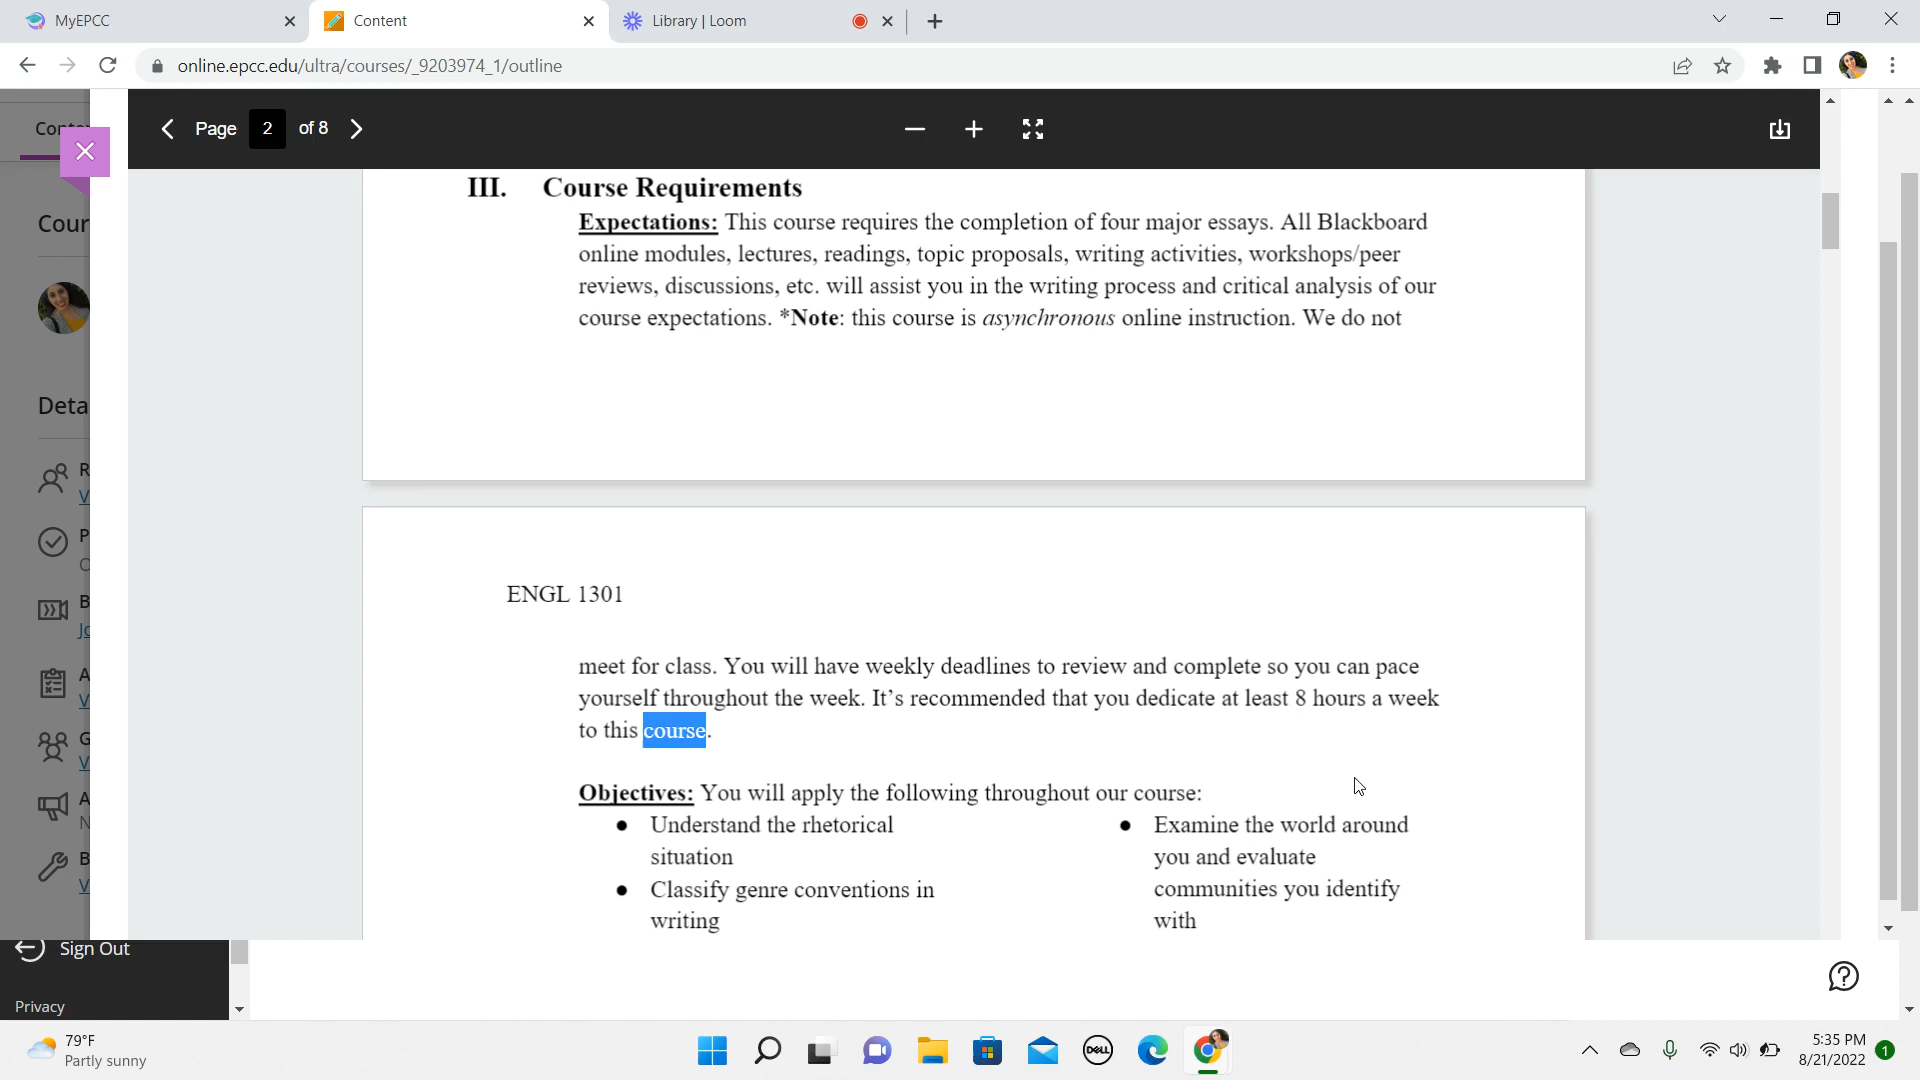 MyEPCC
Content
Library | Loom
online.epcc.edu/ultra/courses/_9203974_1/outline
Page 2 of 8
Cour
Deta
R
V
P
O
B
Jo
A
V
G
V
A
N
B
V
Sign Out
Privacy
III. Course Requirements
Expectations: This course requires the completion of four major essays. All Blackboard
online modules, lectures, readings, topic proposals, writing activities, workshops/peer
reviews, discussions, etc. will assist you in the writing process and critical analysis of our
course expectations. *Note: this course is asynchronous online instruction. We do not
ENGL 1301
meet for class. You will have weekly deadlines to review and complete so you can pace
yourself throughout the week. It's recommended that you dedicate at least 8 hours a week
to this course.
Objectives: You will apply the following throughout our course:
● Understand the rhetorical
situation
● Classify genre conventions in
writing
● Examine the world around
you and evaluate
communities you identify
with
79°F
Partly sunny
DELL
5:35 PM
8/21/2022
1